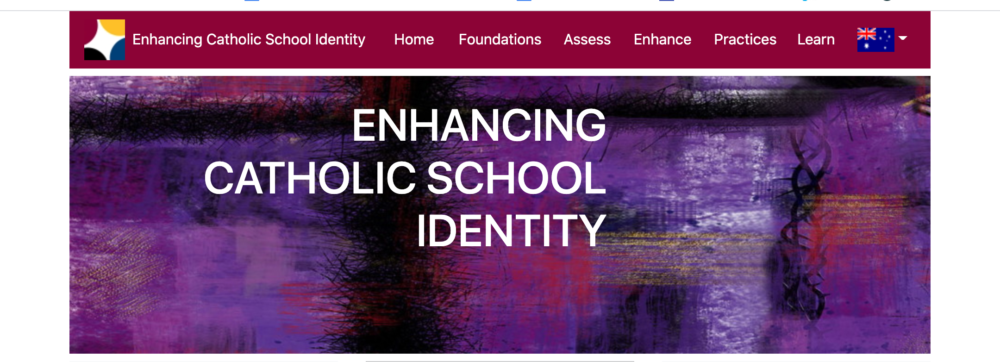 Enhancing Catholic School Identity Home Foundations Assess Enhance Practices Learn
ENHANCING
CATHOLIC SCHOOL
IDENTITY